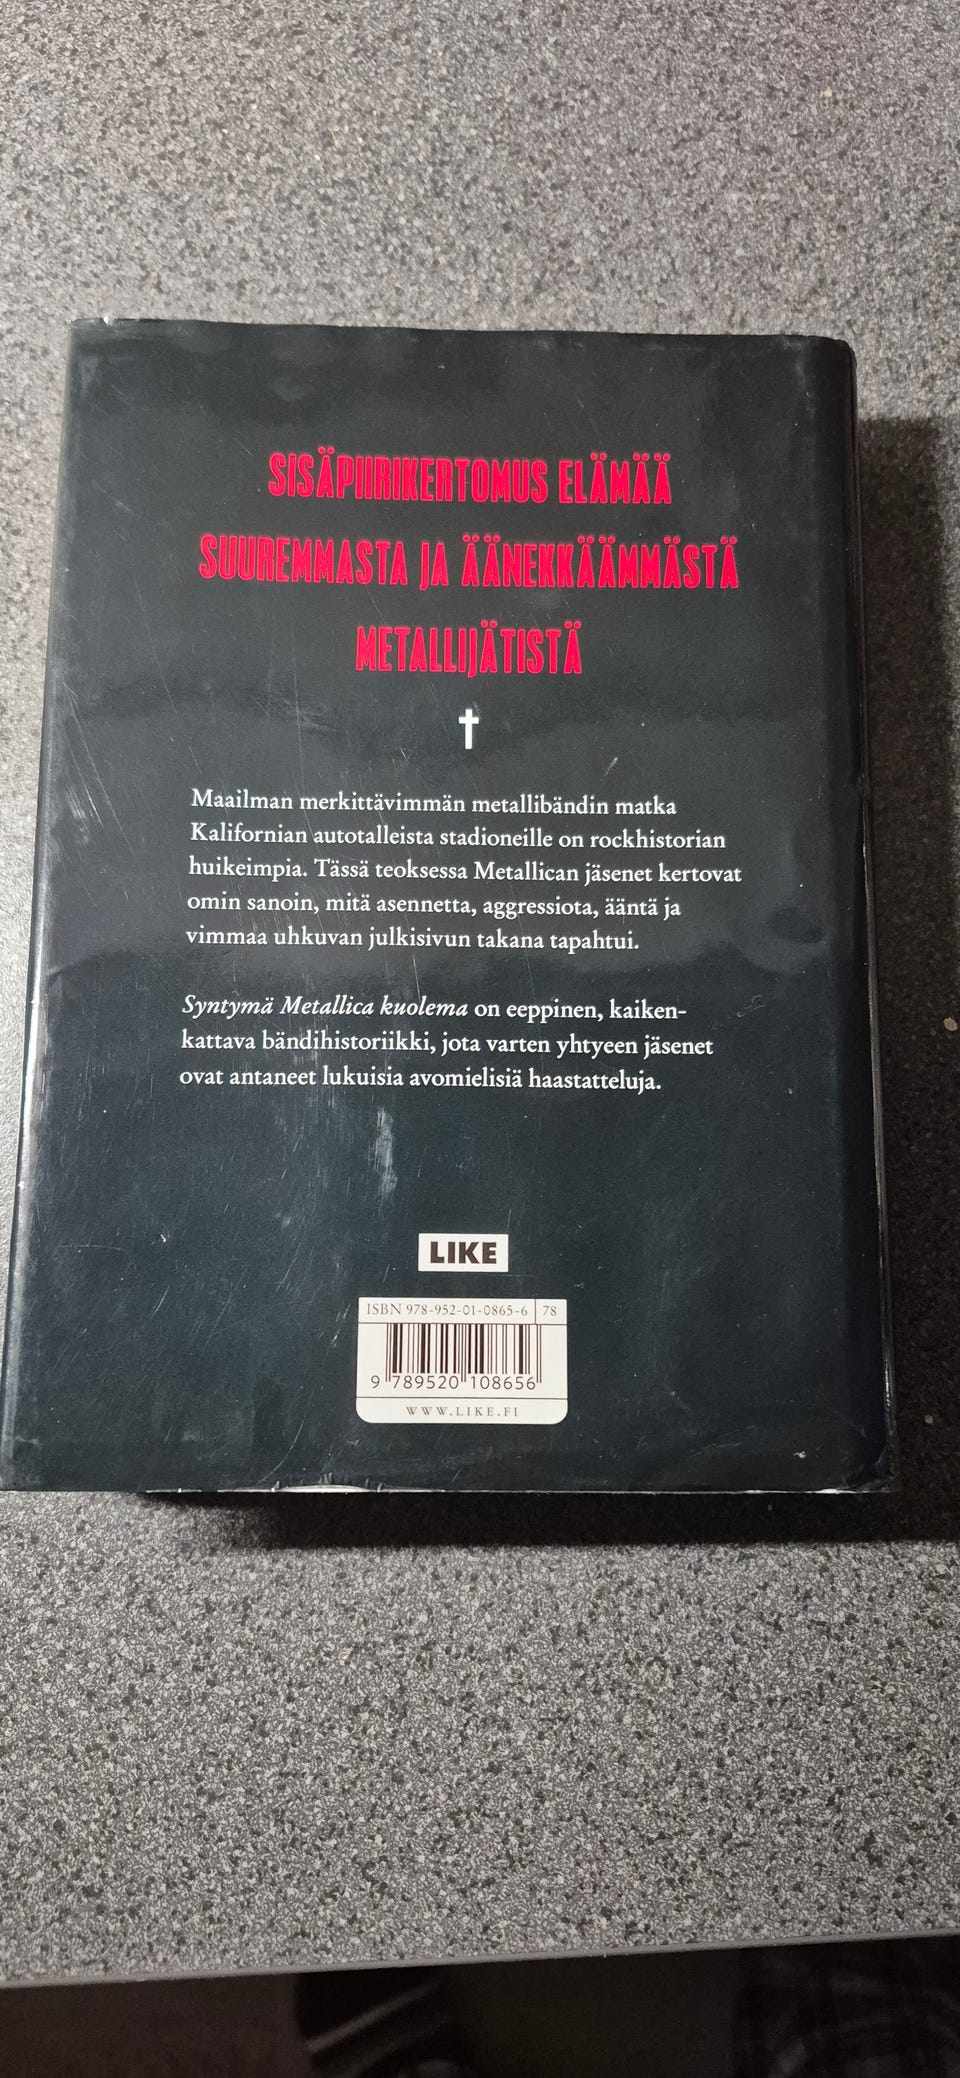 SISÄPIIRIKERTOMUS ELÄMÄÄ
SUUREMMASTA JA ÄÄNEKKÄÄMMÄSTÄ
METALLIJÄTISTÄ
Maailman merkittävimmän metallibändin matka
Kalifornian autotalleista stadioneille on rockhistorian
huikeimpia. Tässä teoksessa Metallican jäsenet kertovat
omin sanoin, mitä asennetta, aggressiota, ääntä ja
vimmaa uhkuvan julkisivun takana tapahtui.
Syntymä Metallica kuolema on eeppinen, kaiken-
kattava bändihistoriikki, jota varten yhtyeen jäsenet
ovat antaneet lukuisia avomielisiä haastatteluja.
LIKE
ISBN 978-952-01-0865-6 78
9 789520 108656
WWW.LIKE.FI